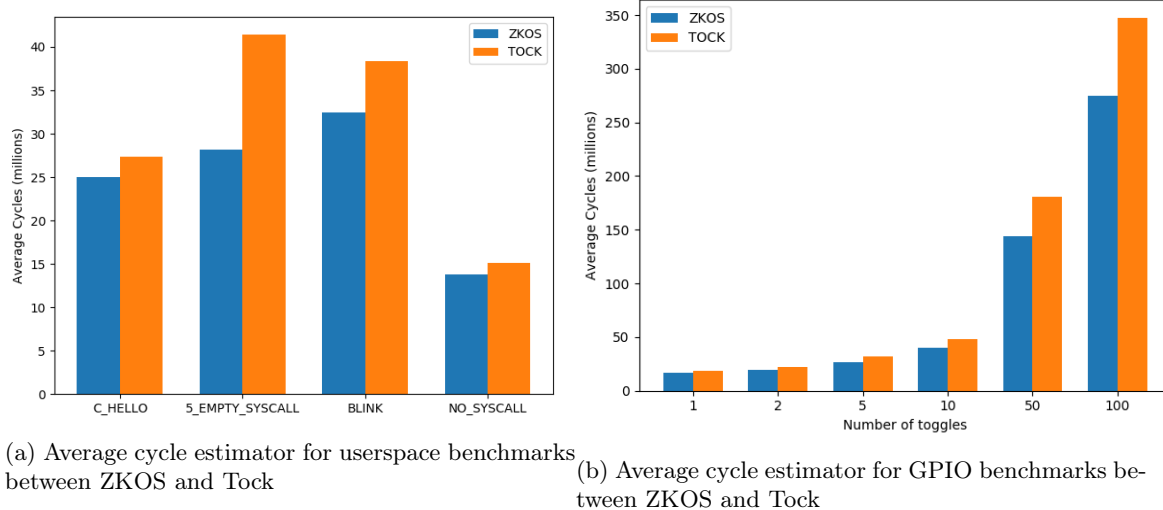 ZKOS
TOCK
40
35
30
25
20
15
10
5
0
Average Cycles (millions)
C_HELLO 5_EMPTY_SYSCALL BLINK NO_SYSCALL
(a) Average cycle estimator for userspace benchmarks
between ZKOS and Tock
ZKOS
TOCK
350
300
250
200
150
100
50
0
Average Cycles (millions)
1 2 5 10 50 100
Number of toggles
(b) Average cycle estimator for GPIO benchmarks be-
tween ZKOS and Tock